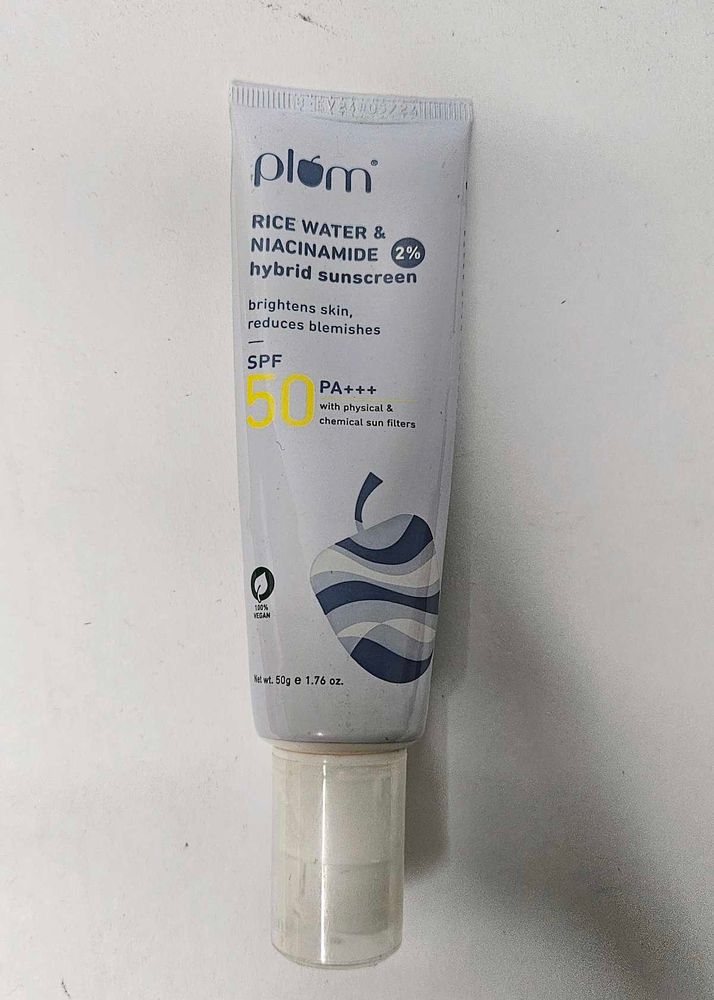 plum®
RICE WATER &
NIACINAMIDE 2%
hybrid sunscreen
brightens skin,
reduces blemishes
SPF
50 PA+++
with physical &
chemical sun filters
100%
VEGAN
Net wt. 50g e 1.76 oz.